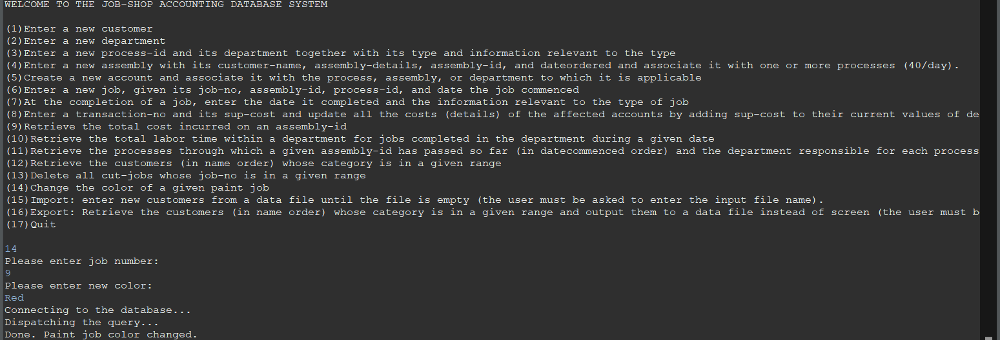 WELCOME TO THE JOB-SHOP ACCOUNTING DATABASE SYSTEM
(1)Enter a new customer
(2)Enter a new department
(3)Enter a new process-id and its department together with its type and information relevant to the type
(4)Enter a new assembly with its customer-name, assembly-details, assembly-id, and dateordered and associate it with one or more processes (40/day).
(5)Create a new account and associate it with the process, assembly, or department to which it is applicable
(6)Enter a new job, given its job-no, assembly-id, process-id, and date the job commenced
(7)At the completion of a job, enter the date it completed and the information relevant to the type of job
(8)Enter a transaction-no and its sup-cost and update all the costs (details) of the affected accounts by adding sup-cost to their current values of de
(9)Retrieve the total cost incurred on an assembly-id
(10)Retrieve the total labor time within a department for jobs completed in the department during a given date
(11)Retrieve the processes through which a given assembly-id has passed so far (in datecommenced order) and the department responsible for each process
(12)Retrieve the customers (in name order) whose category is in a given range
(13)Delete all cut-jobs whose job-no is in a given range
(14)Change the color of a given paint job
(15)Import: enter new customers from a data file until the file is empty (the user must be asked to enter the input file name).
(16)Export: Retrieve the customers (in name order) whose category is in a given range and output them to a data file instead of screen (the user must b
(17)Quit
14
Please enter job number:
9
Please enter new color:
Red
Connecting to the database...
Dispatching the query...
Done. Paint job color changed.